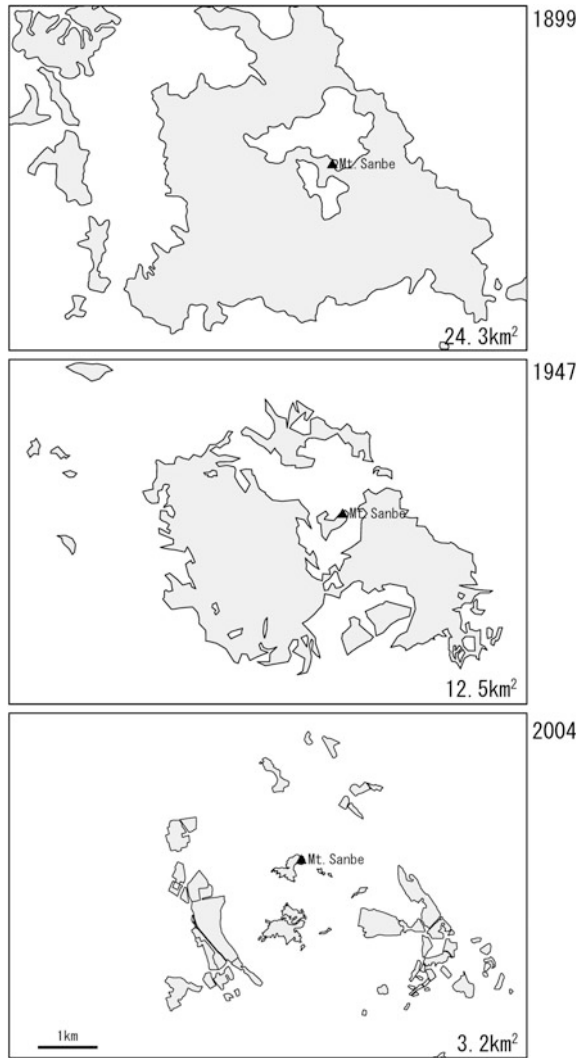 1899
Mt. Sanbe
24.3km²
1947
Mt. Sanbe
12.5km²
2004
Mt. Sanbe
1km
3.2km²